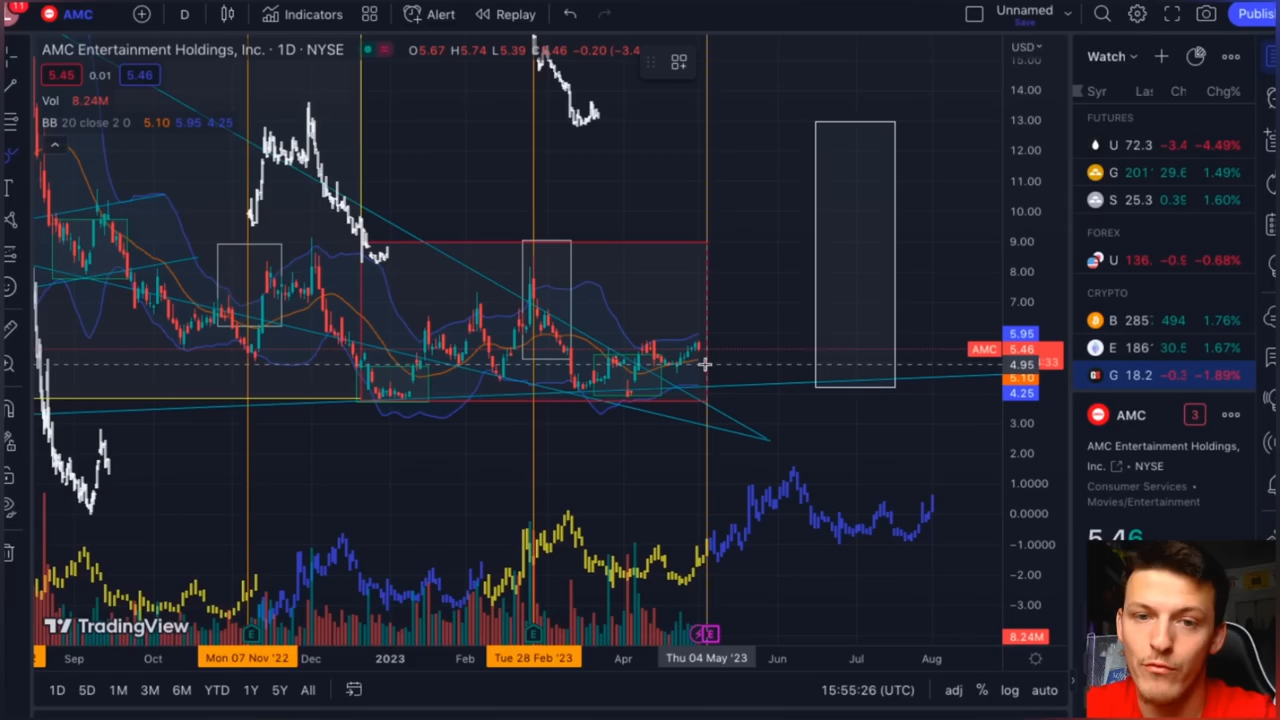 11 AMC D Indicators Alert Replay Unnamed Save Publis
AMC Entertainment Holdings, Inc. · 1D · NYSE O5.67 H5.74 L5.39 −0.20 (−3.4
5.45 0.01 5.46
Vol 8.24M
BB 20 close 2 0 5.10 5.95 4.25
USD
15.00
14.00
13.00
12.00
11.00
10.00
9.00
8.00
7.00
5.95
AMC 5.46
4.95
5.10
4.25
3.00
2.00
1.0000
0.0000
−1.0000
−2.00
−3.00
8.24M
E E E
TradingView
Sep Oct Mon 07 Nov '22 Dec 2023 Feb Tue 28 Feb '23 Apr Thu 04 May '23 Jun Jul Aug
1D 5D 1M 3M 6M YTD 1Y 5Y All 15:55:26 (UTC) adj % log auto
Watch
Syr La: Ch Chg%
FUTURES
U 72.3 −3.4 −4.49%
G 201 29.6 1.49%
S 25.3 0.39 1.60%
FOREX
U 136. −0.9 −0.68%
CRYPTO
B 285 494 1.76%
E 186 30.5 1.67%
G 18.2 −0.3 −1.89%
AMC 3
AMC Entertainment Holdings,
Inc. · NYSE
Consumer Services •
Movies/Entertainment
5.46